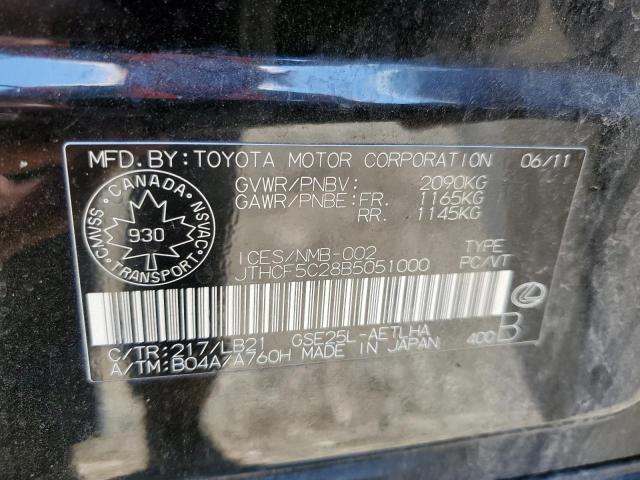 MFD. BY: TOYOTA MOTOR CORPORATION 06/11
GVWR/PNBV: 2090KG
GAWR/PNBE: FR. 1165KG
RR. 1145KG
CANADA
CMVSS 930 NSVAC
TRANSPORT
ICES/NMB-002 TYPE
JTHCF5C28B5051000 PC/VT
C/TR: 217/LB21 GSE25L-AETLHA 400B
A/TM: B04A/A760H MADE IN JAPAN